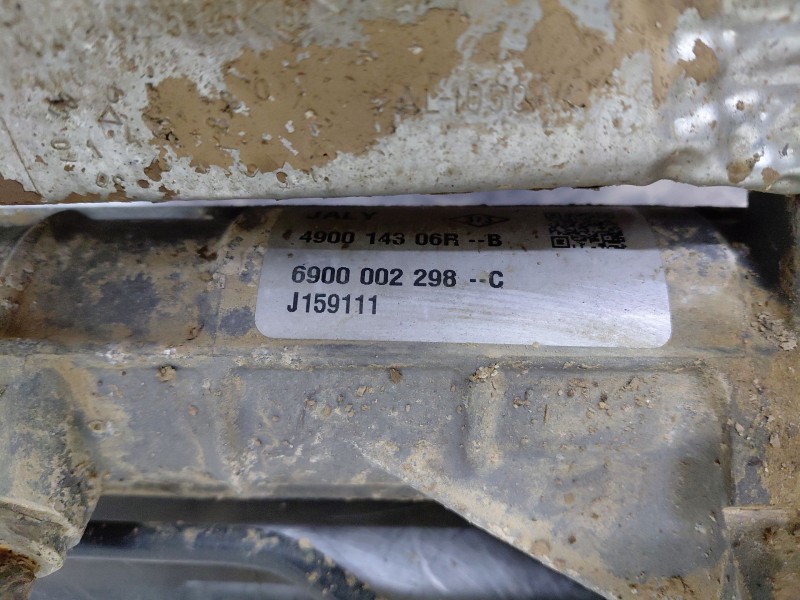 JALY
4900 143 06R --B
6900 002 298 --C
J159111